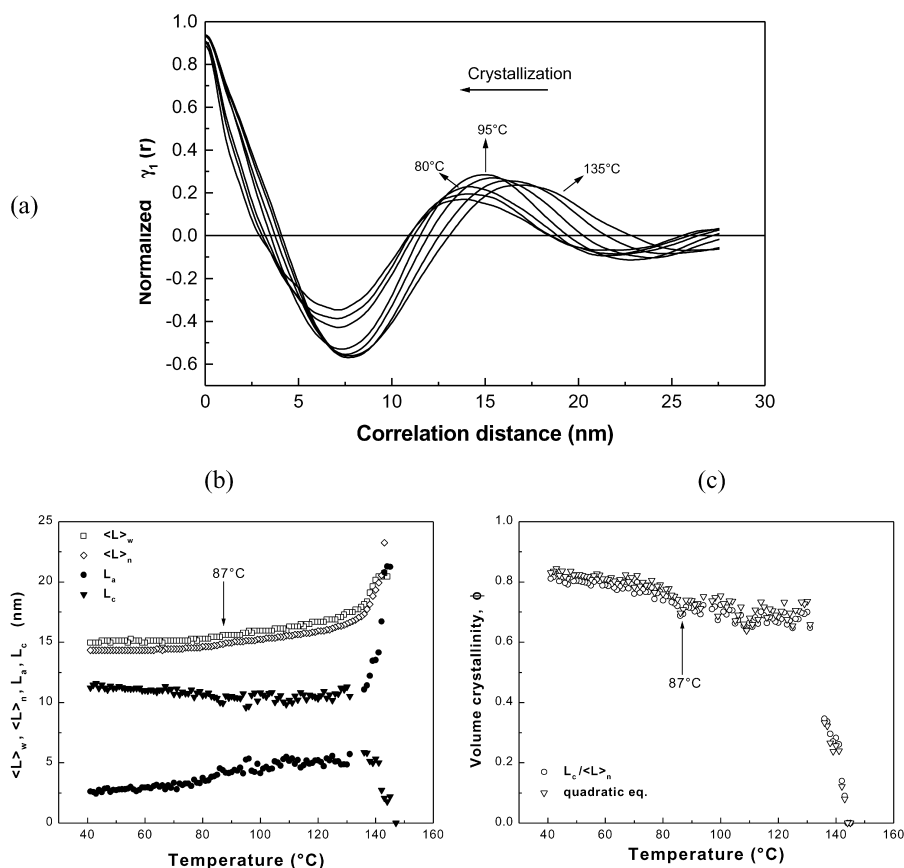 (a)
1.0
0.8
0.6
0.4
0.2
0.0
-0.2
-0.4
-0.6
Normalized γ₁ (r)
Crystallization
80°C
95°C
135°C
0 5 10 15 20 25 30
Correlation distance (nm)
(b)
25
20
15
10
5
0
<L>w, <L>n, La, Lc (nm)
<L>w
<L>n
La
Lc
87°C
40 60 80 100 120 140 160
Temperature (°C)
(c)
1.0
0.8
0.6
0.4
0.2
0.0
Volume crystallinity, ϕ
87°C
Lc/<L>n
quadratic eq.
40 60 80 100 120 140 160
Temperature (°C)